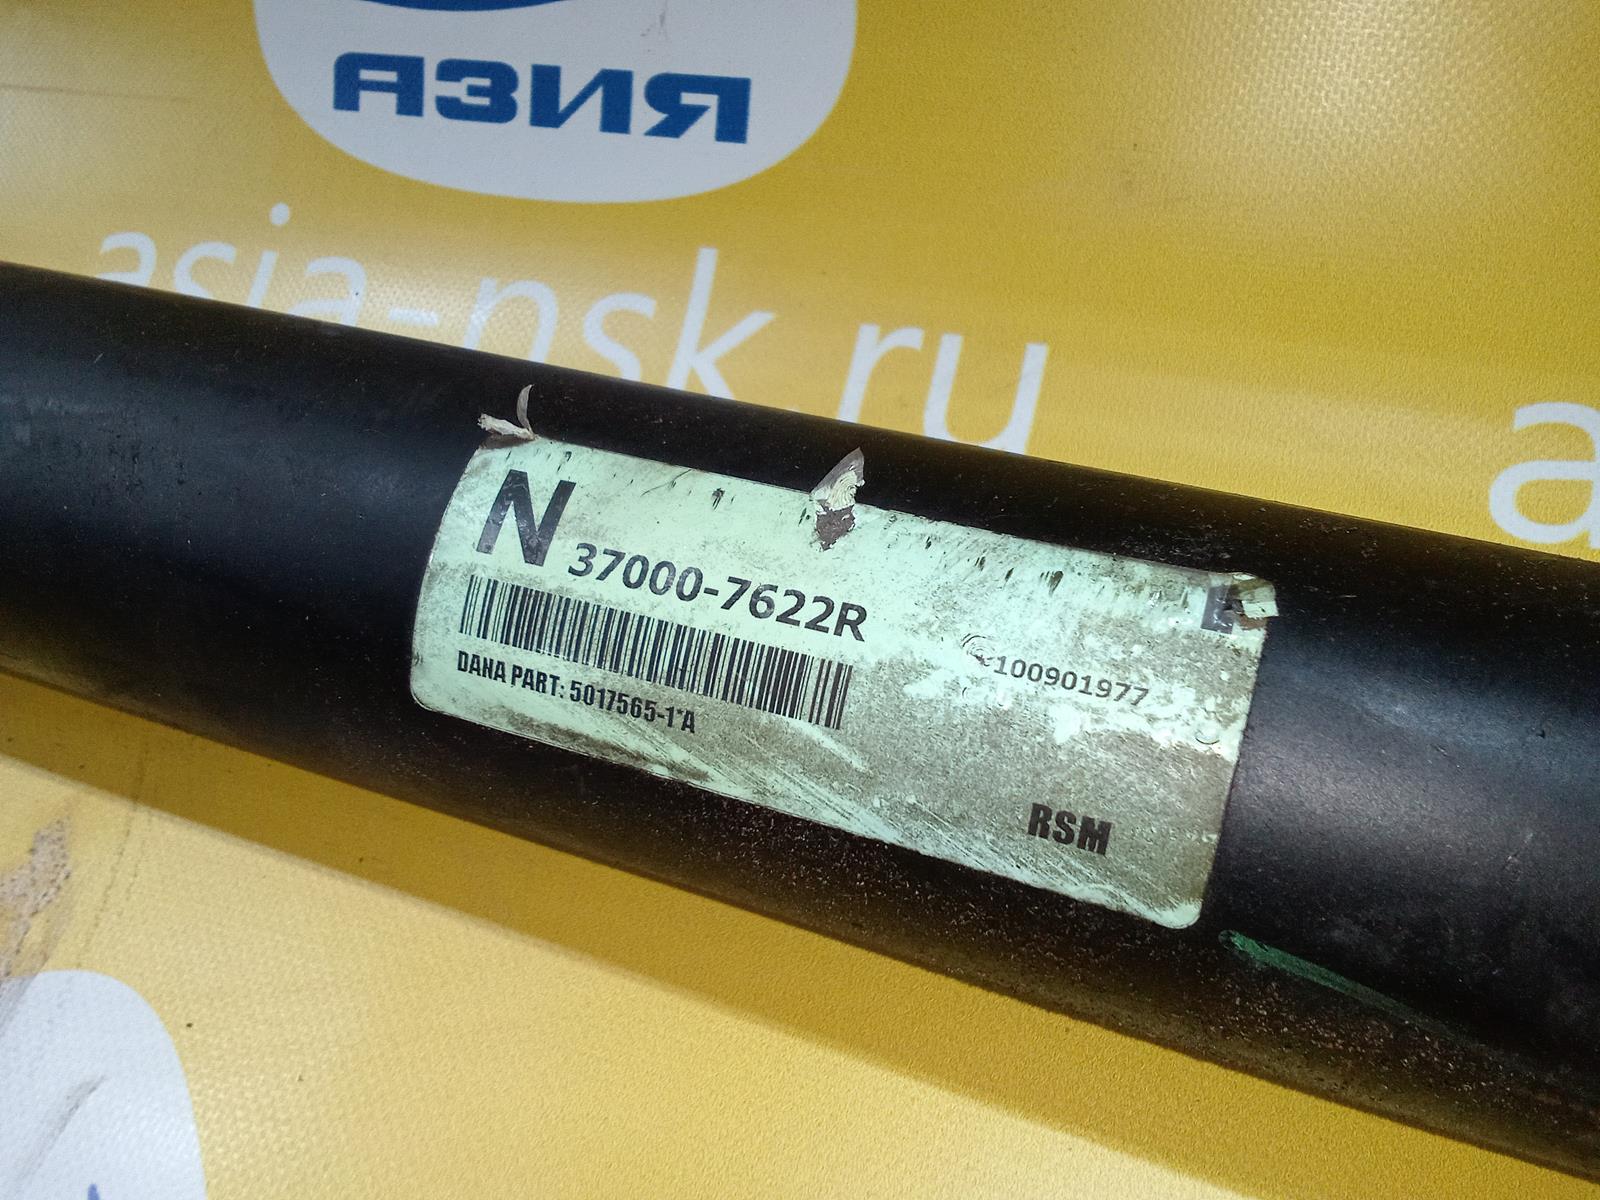 АЗИЯ
asia-nsk.ru
a
N 37000-7622R
100901977
DANA PART: 5017565-1*A
RSM